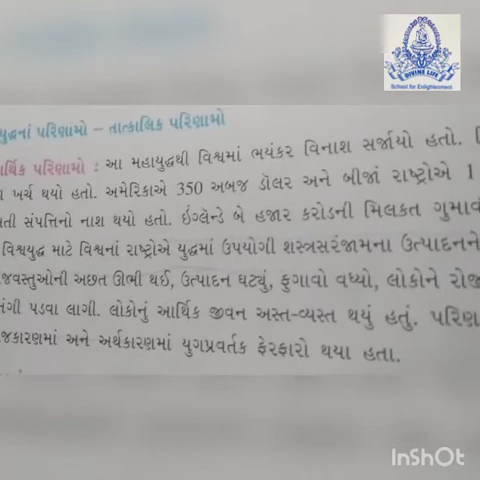 DIVINE LIFE
School for Enlightenment
યુદ્ધનાં પરિણામો – તાત્કાલિક પરિણામો
ર્થિક પરિણામો : આ મહાયુદ્ધથી વિશ્વમાં ભયંકર વિનાશ સર્જાયો હતો.
ખર્ચ થયો હતો. અમેરિકાએ 350 અબજ ડૉલર અને બીજાં રાષ્ટ્રોએ 1
તી સંપત્તિનો નાશ થયો હતો. ઇંગ્લૅન્ડે બે હજાર કરોડની મિલકત ગુમાવ
વિશ્વયુદ્ધ માટે વિશ્વનાં રાષ્ટ્રોએ યુદ્ધમાં ઉપયોગી શસ્ત્રસરંજામના ઉત્પાદનને
જવસ્તુઓની અછત ઊભી થઈ, ઉત્પાદન ઘટ્યું, ફુગાવો વધ્યો, લોકોને રોજ
ંગી પડવા લાગી. લોકોનું આર્થિક જીવન અસ્ત-વ્યસ્ત થયું હતું. પરિણ
જકારણમાં અને અર્થકારણમાં યુગપ્રવર્તક ફેરફારો થયા હતા.
InShOt